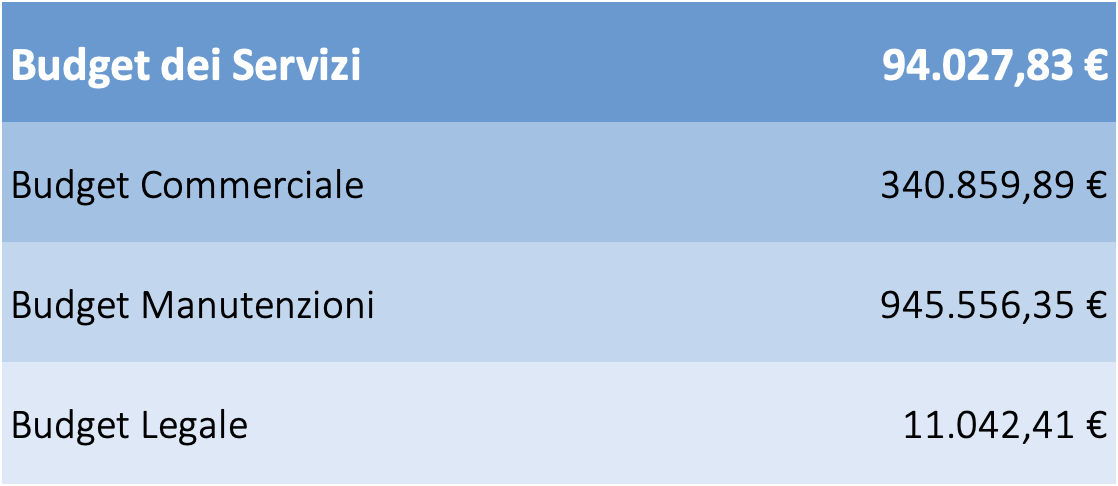 Budget dei Servizi 94.027,83 €
Budget Commerciale 340.859,89 €
Budget Manutenzioni 945.556,35 €
Budget Legale 11.042,41 €